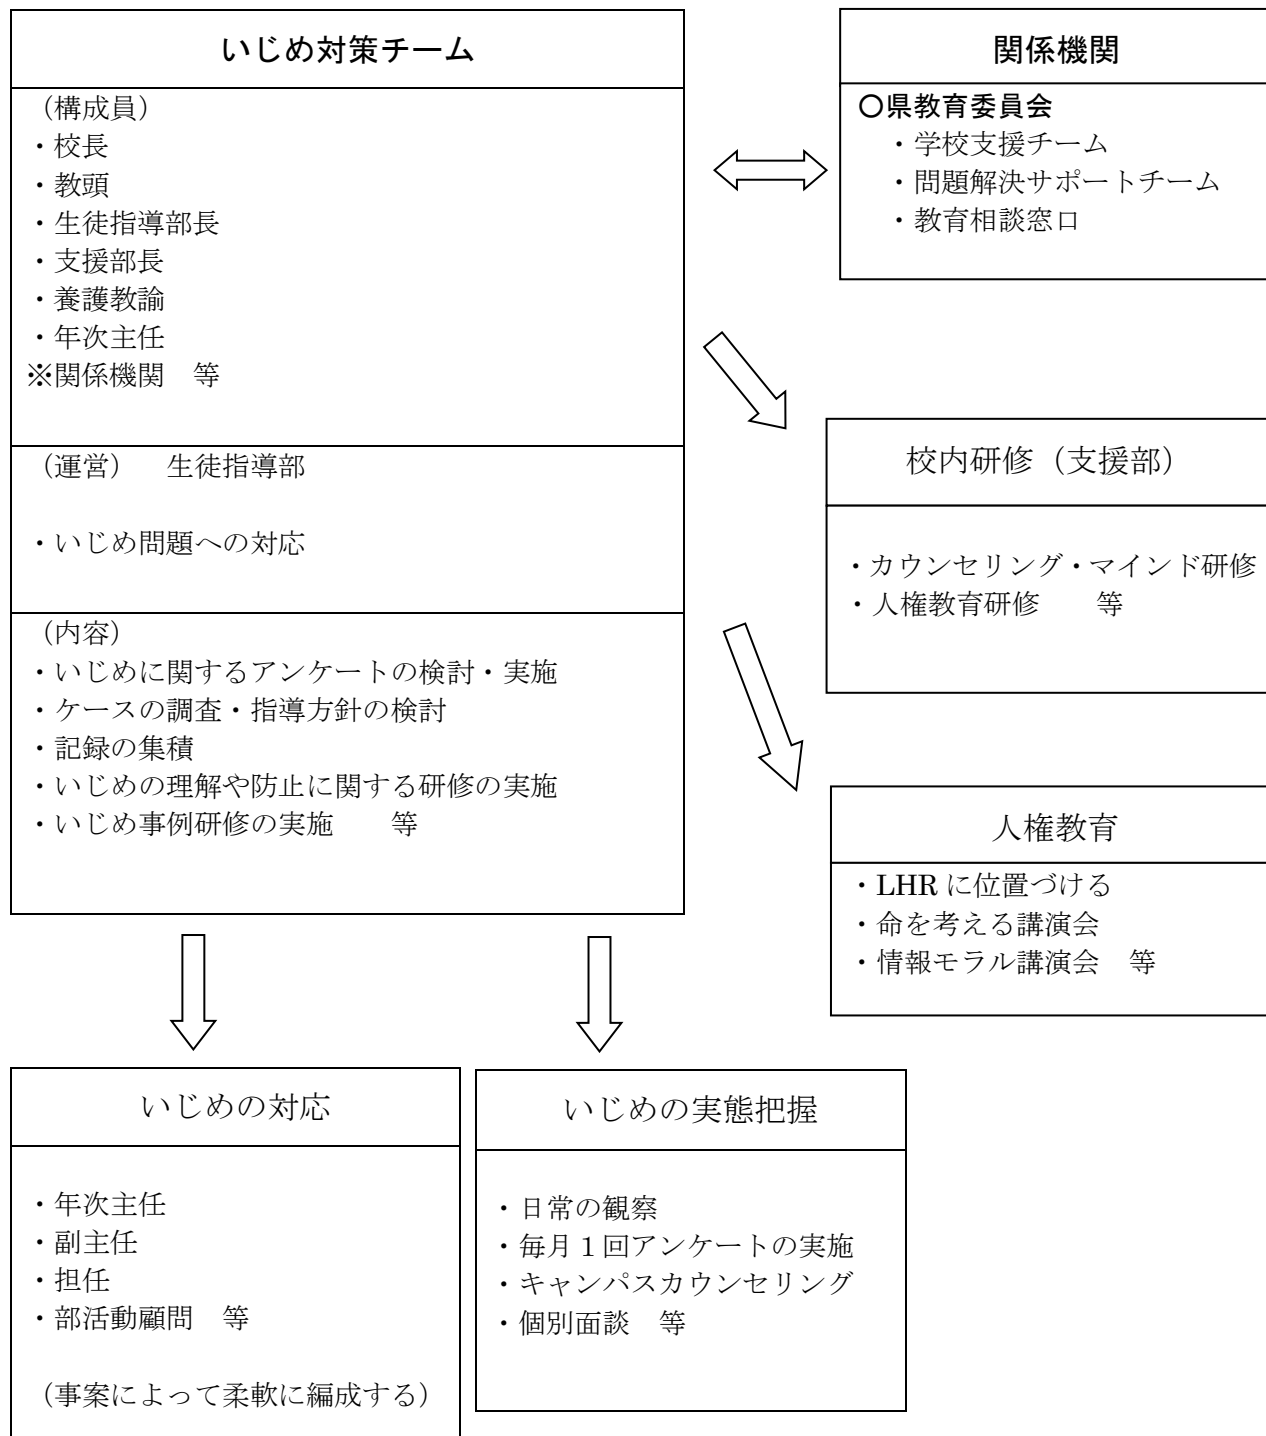 いじめ対策チーム
（構成員）
・校長
・教頭
・生徒指導部長
・支援部長
・養護教諭
・年次主任
※関係機関　等
（運営）　生徒指導部
・いじめ問題への対応
（内容）
・いじめに関するアンケートの検討・実施
・ケースの調査・指導方針の検討
・記録の集積
・いじめの理解や防止に関する研修の実施
・いじめ事例研修の実施　　等
関係機関
〇県教育委員会
・学校支援チーム
・問題解決サポートチーム
・教育相談窓口
校内研修（支援部）
・カウンセリング・マインド研修
・人権教育研修　　等
人権教育
・LHRに位置づける
・命を考える講演会
・情報モラル講演会　等
いじめの対応
・年次主任
・副主任
・担任
・部活動顧問　等
（事案によって柔軟に編成する）
いじめの実態把握
・日常の観察
・毎月１回アンケートの実施
・キャンパスカウンセリング
・個別面談　等